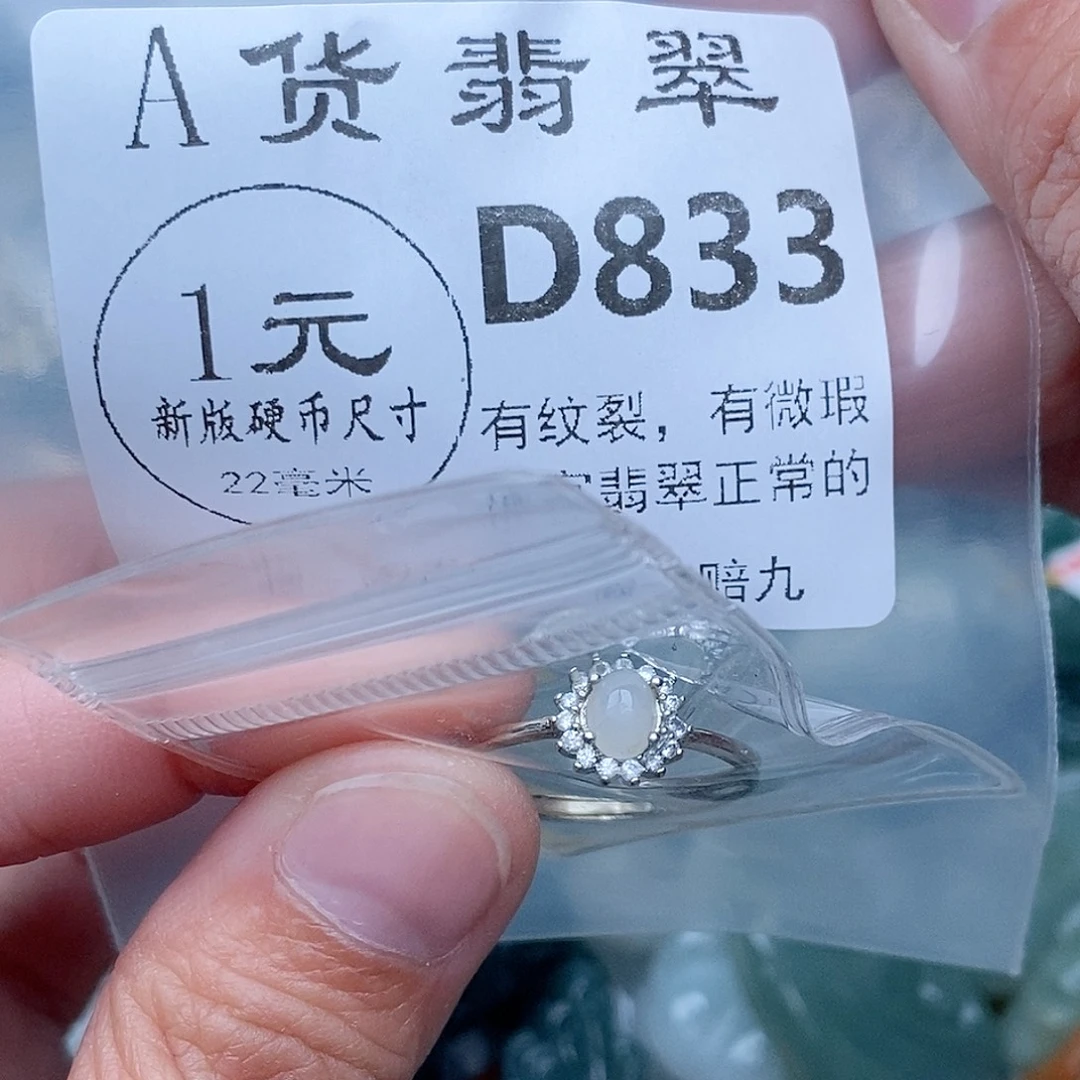 A货翡翠
D833
1元
新版硬币尺寸
22毫米
有纹裂，有微瑕
翡翠正常的
赔九